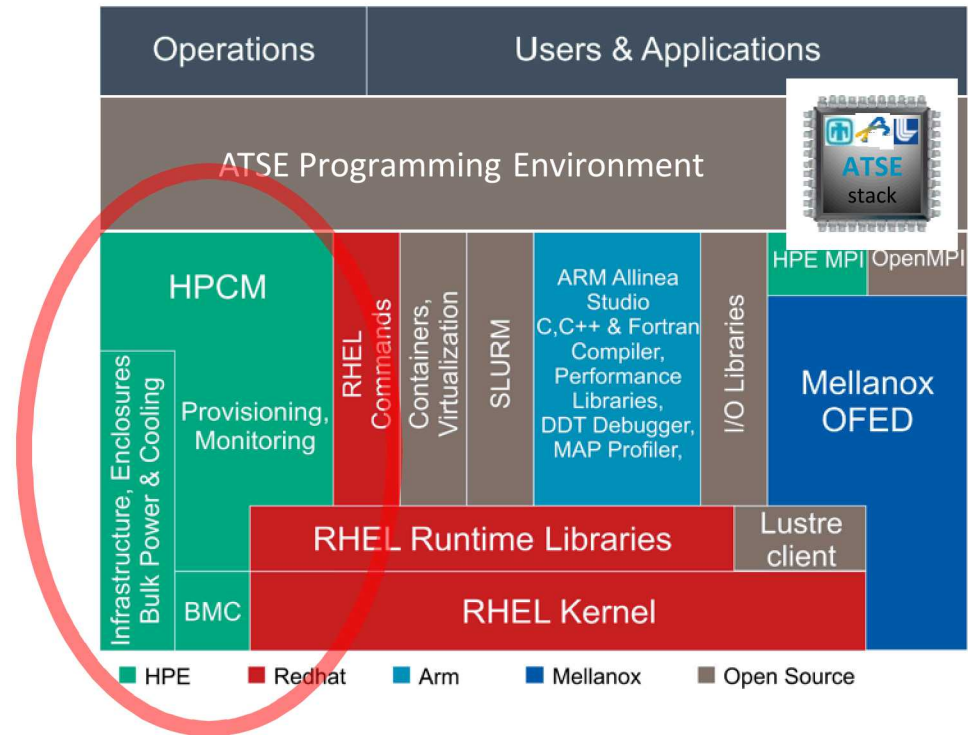 Operations
Users & Applications
ATSE Programming Environment
ATSE
stack
HPCM
Infrastructure, Enclosures
Bulk Power & Cooling
Provisioning,
Monitoring
BMC
RHEL
Commands
Containers,
Virtualization
SLURM
ARM Allinea
Studio
C,C++ & Fortran
Compiler,
Performance
Libraries,
DDT Debugger,
MAP Profiler,
I/O Libraries
HPE MPI
OpenMPI
Mellanox
OFED
RHEL Runtime Libraries
Lustre
client
RHEL Kernel
HPE
Redhat
Arm
Mellanox
Open Source